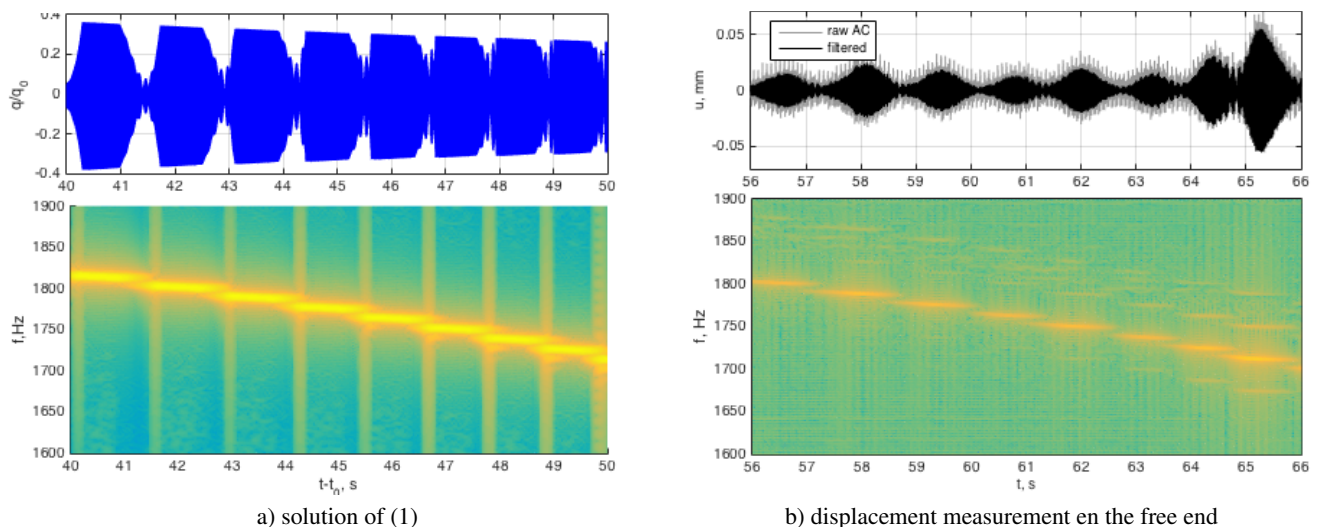 0.4
0.2
0
-0.2
-0.4
q/q0
40 41 42 43 44 45 46 47 48 49 50
1900
1850
1800
1750
1700
1650
1600
f,Hz
40 41 42 43 44 45 46 47 48 49 50
t-t0, s
a) solution of (1)
raw AC
filtered
0.05
0
-0.05
u, mm
56 57 58 59 60 61 62 63 64 65 66
1900
1850
1800
1750
1700
1650
1600
f, Hz
56 57 58 59 60 61 62 63 64 65 66
t, s
b) displacement measurement en the free end